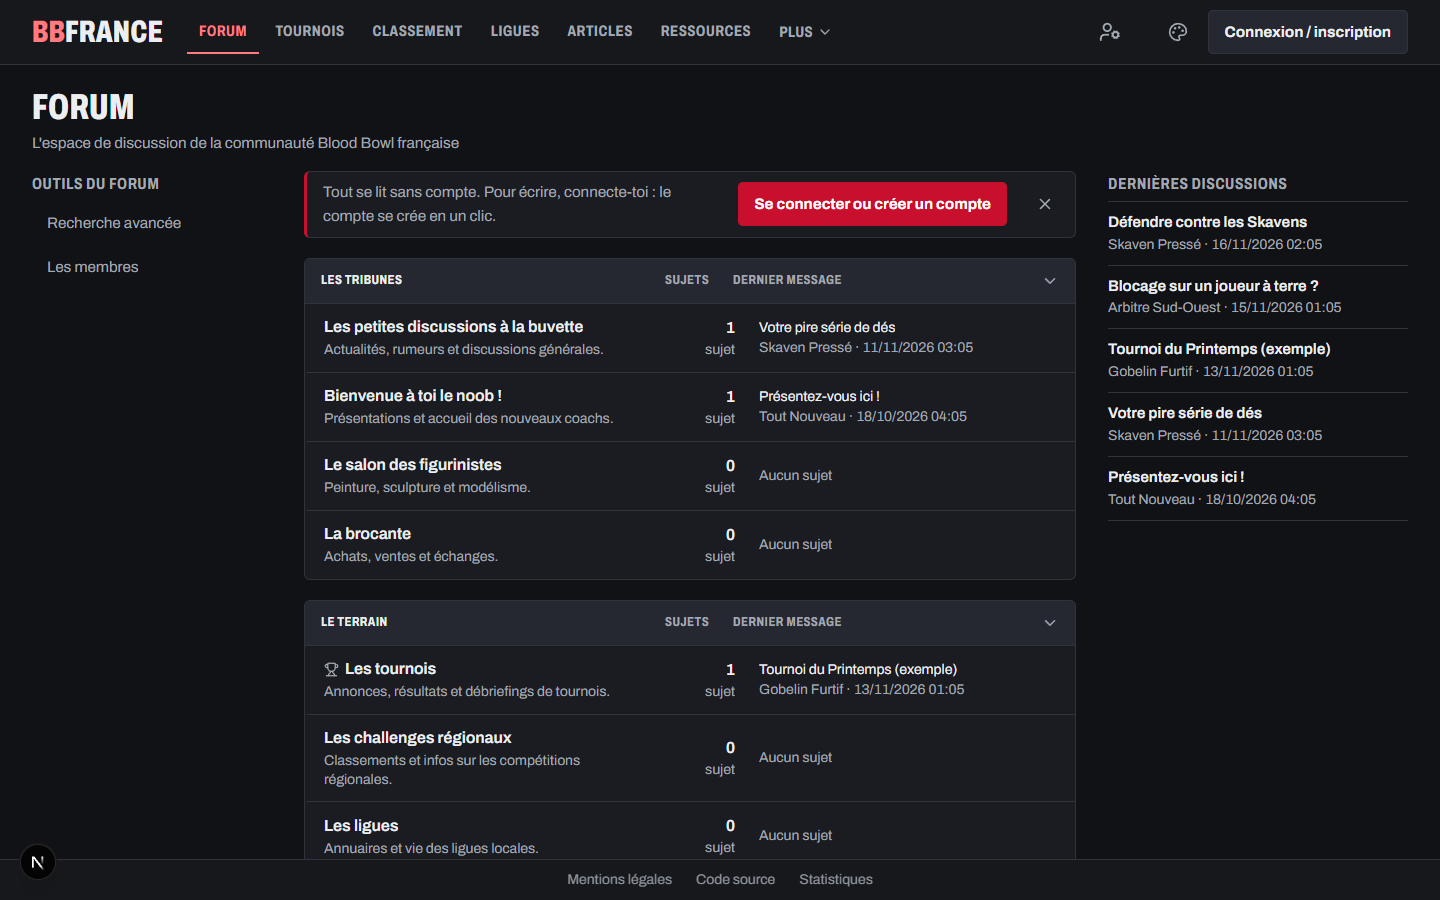 BBFRANCE
FORUM
TOURNOIS
CLASSEMENT
LIGUES
ARTICLES
RESSOURCES
PLUS
Connexion / inscription
FORUM
L'espace de discussion de la communauté Blood Bowl française
OUTILS DU FORUM
Recherche avancée
Les membres
Tout se lit sans compte. Pour écrire, connecte-toi : le
compte se crée en un clic.
Se connecter ou créer un compte
LES TRIBUNES
SUJETS
DERNIER MESSAGE
Les petites discussions à la buvette
Actualités, rumeurs et discussions générales.
1
sujet
Votre pire série de dés
Skaven Pressé · 11/11/2026 03:05
Bienvenue à toi le noob !
Présentations et accueil des nouveaux coachs.
1
sujet
Présentez-vous ici !
Tout Nouveau · 18/10/2026 04:05
Le salon des figurinistes
Peinture, sculpture et modélisme.
0
sujet
Aucun sujet
La brocante
Achats, ventes et échanges.
0
sujet
Aucun sujet
LE TERRAIN
SUJETS
DERNIER MESSAGE
Les tournois
Annonces, résultats et débriefings de tournois.
1
sujet
Tournoi du Printemps (exemple)
Gobelin Furtif · 13/11/2026 01:05
Les challenges régionaux
Classements et infos sur les compétitions
régionales.
0
sujet
Aucun sujet
Les ligues
Annuaires et vie des ligues locales.
0
sujet
Aucun sujet
DERNIÈRES DISCUSSIONS
Défendre contre les Skavens
Skaven Pressé · 16/11/2026 02:05
Blocage sur un joueur à terre ?
Arbitre Sud-Ouest · 15/11/2026 01:05
Tournoi du Printemps (exemple)
Gobelin Furtif · 13/11/2026 01:05
Votre pire série de dés
Skaven Pressé · 11/11/2026 03:05
Présentez-vous ici !
Tout Nouveau · 18/10/2026 04:05
N
Mentions légales
Code source
Statistiques